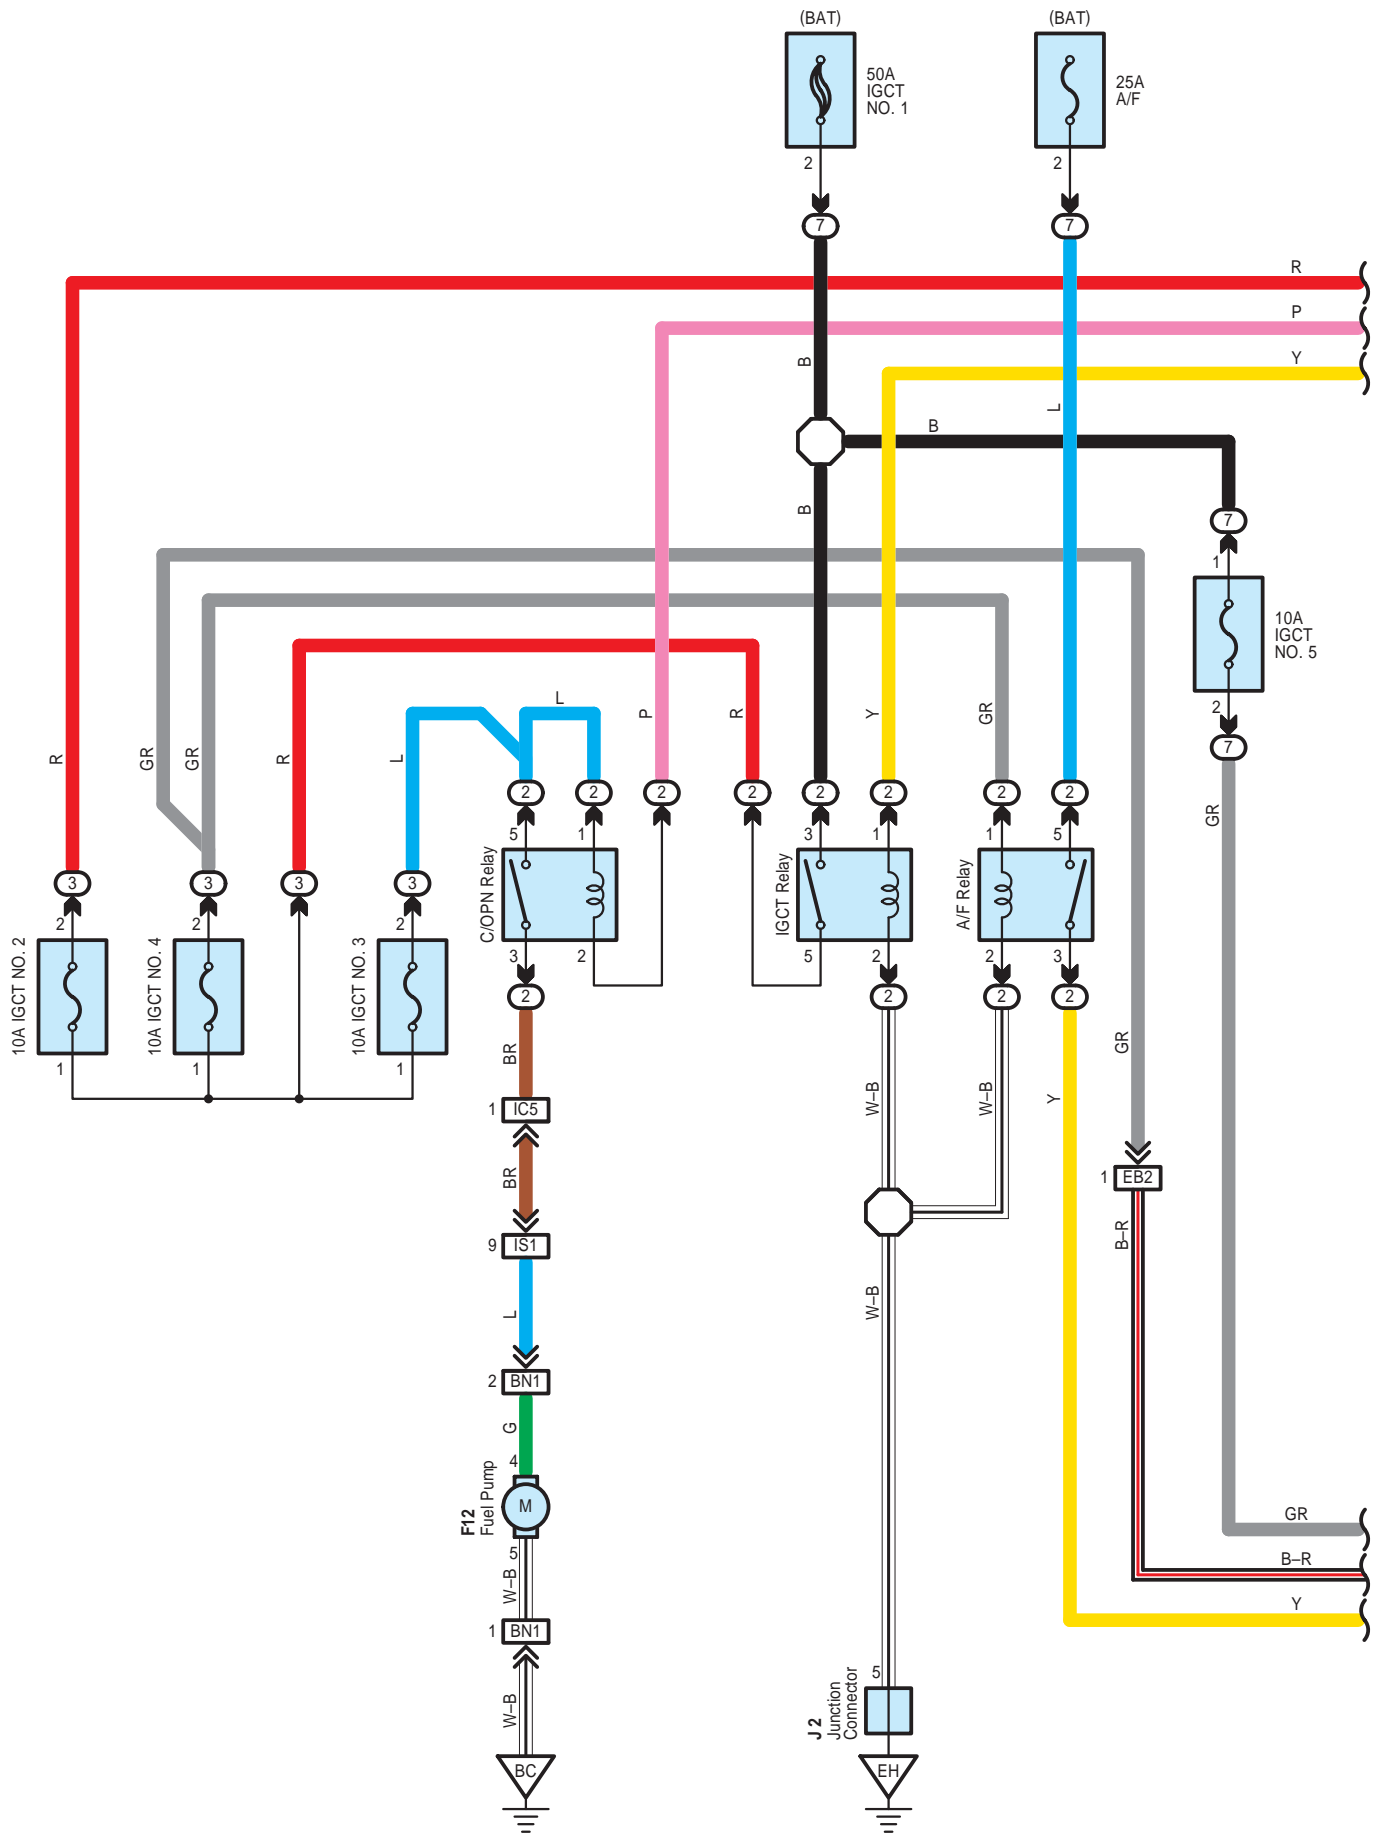 (BAT)
(BAT)
50A
IGCT
NO. 1
25A
A/F
2
2
7
7
R
P
Y
B
L
B
B
7
1
10A
IGCT
NO. 5
2
7
L
R
GR
GR
R
L
P
R
Y
GR
GR
2
2
2
2
2
2
2
2
5
1
3
1
1
5
C/OPN Relay
IGCT Relay
A/F Relay
3
3
3
3
2
2
2
10A IGCT NO. 2
10A IGCT NO. 4
10A IGCT NO. 3
3
2
5
2
2
3
2
2
2
2
1
1
1
BR
W–B
W–B
Y
GR
1
IC5
BR
1
EB2
B–R
9
IS1
L
W–B
2
BN1
G
4
F12
Fuel Pump
M
5
W–B
GR
B–R
Y
1
BN1
W–B
5
J 2
Junction
Connector
BC
EH